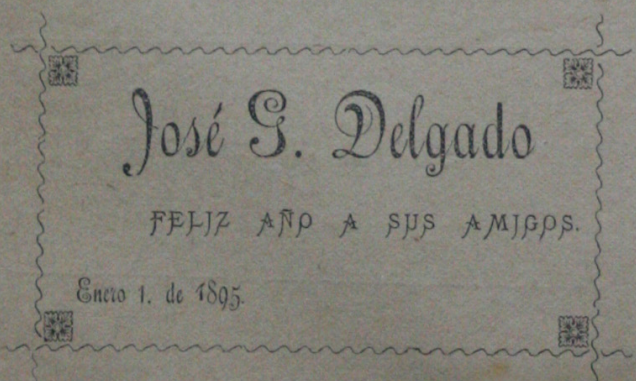 José G. Delgado
FELIZ AÑO A SUS AMIGOS.
Enero 1. de 1895.